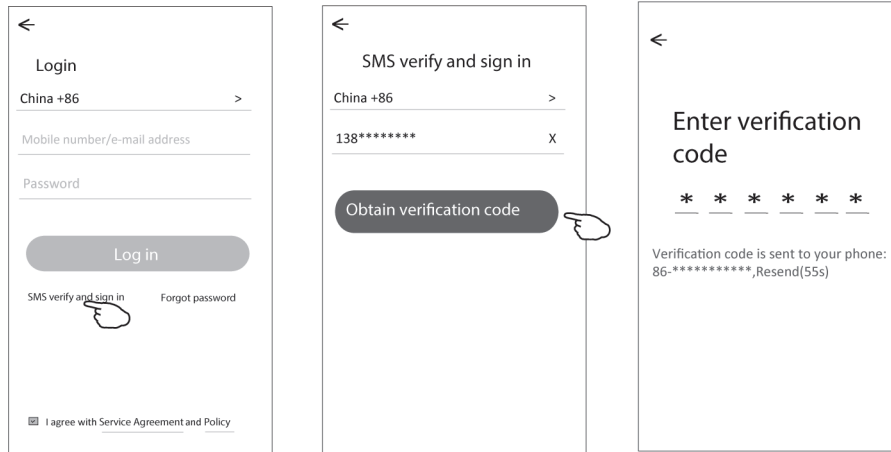 Login
China +86 >
Mobile number/e-mail address
Password
Log in
SMS verify and sign in Forgot password
I agree with Service Agreement and Policy
SMS verify and sign in
China +86 >
138******** X
Obtain verification code
Enter verification
code
* * * * * *
Verification code is sent to your phone:
86-***********,Resend(55s)